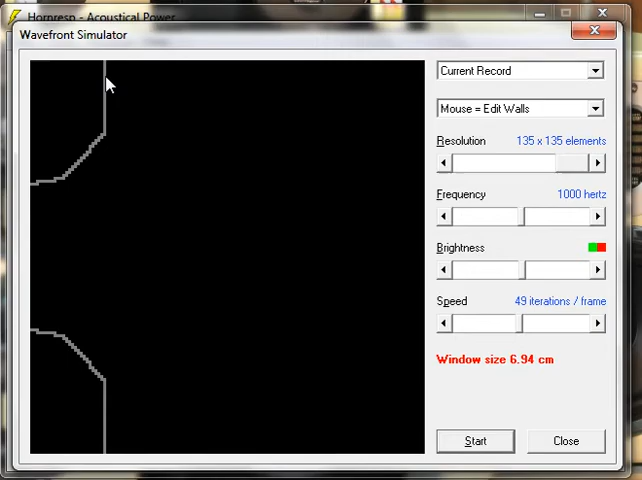 Hornresp - Acoustical Power
Wavefront Simulator
Current Record
Mouse = Edit Walls
Resolution 135 x 135 elements
Frequency 1000 hertz
Brightness
Speed 49 iterations / frame
Window size 6.94 cm
Start Close